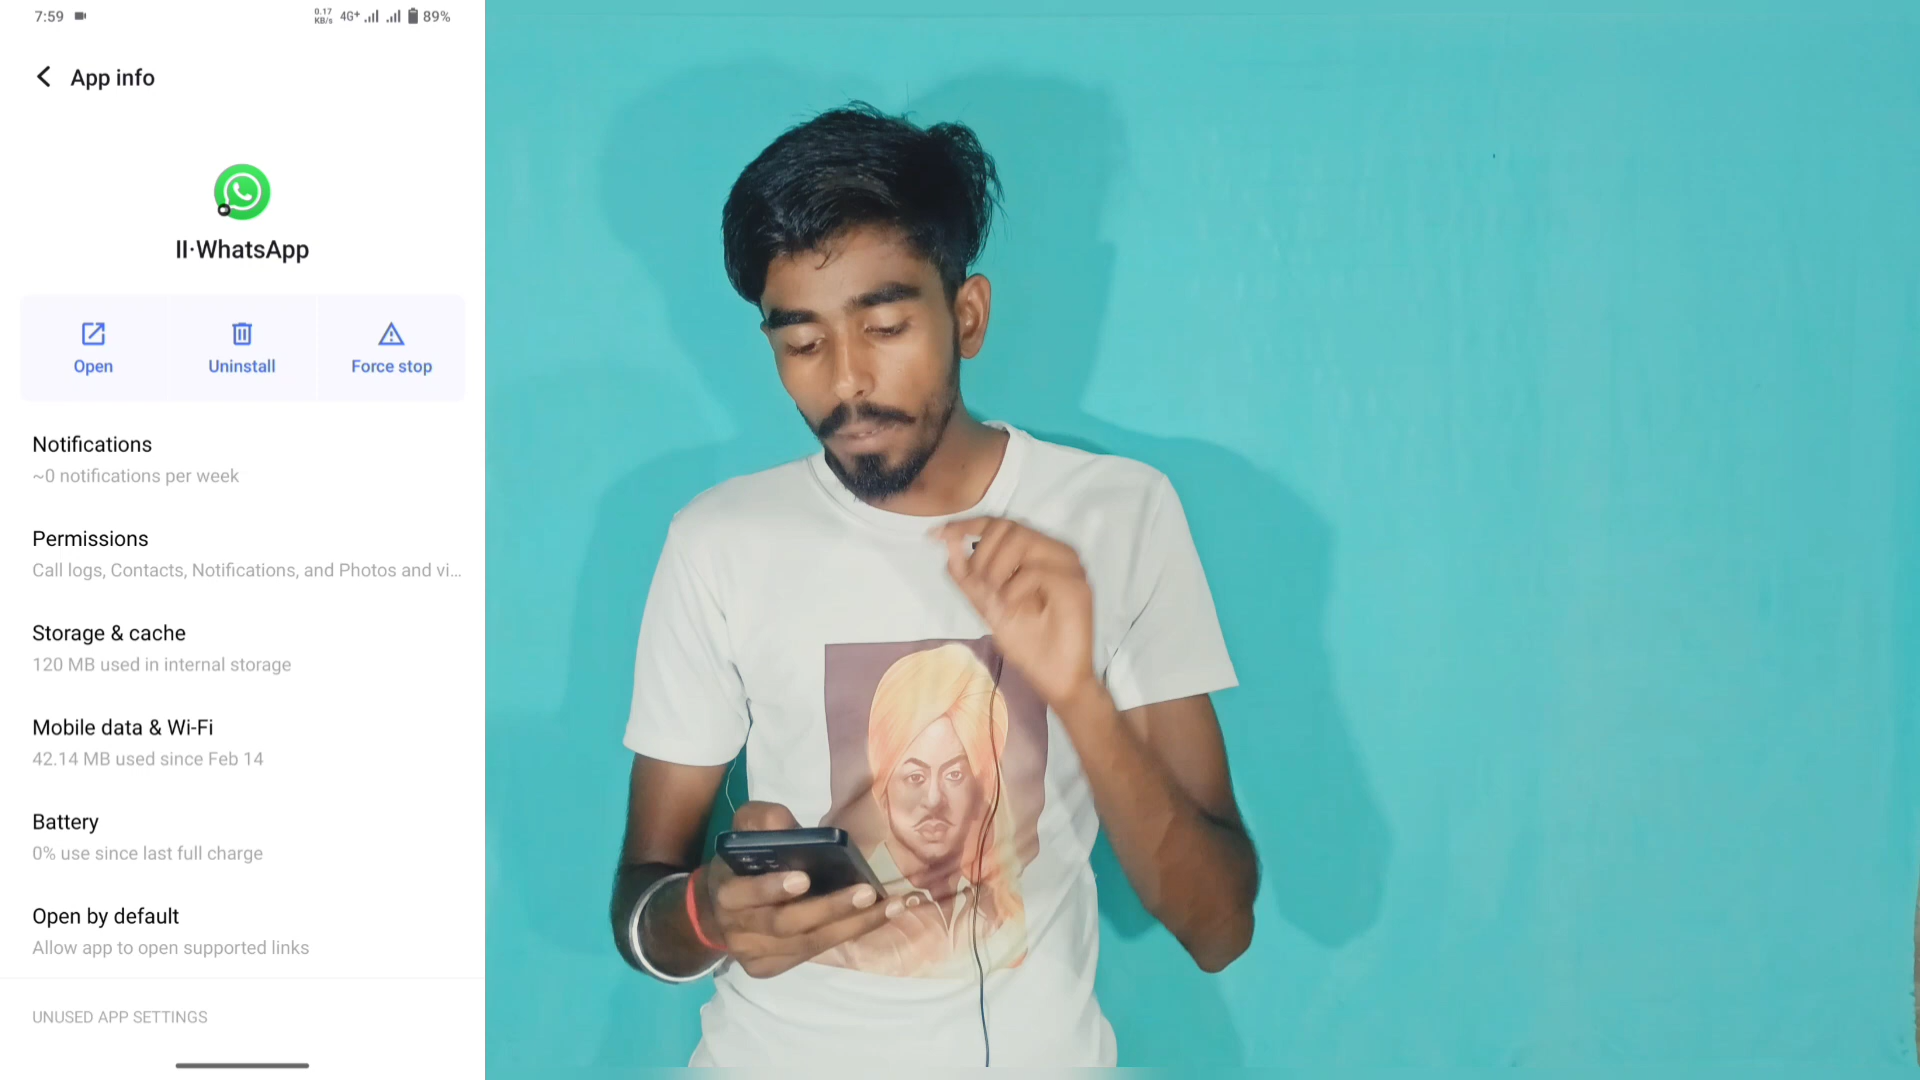 7:59
0.17
KB/s
4G+
89%
App info
II·WhatsApp
Open
Uninstall
Force stop
Notifications
~0 notifications per week
Permissions
Call logs, Contacts, Notifications, and Photos and vi...
Storage & cache
120 MB used in internal storage
Mobile data & Wi-Fi
42.14 MB used since Feb 14
Battery
0% use since last full charge
Open by default
Allow app to open supported links
UNUSED APP SETTINGS